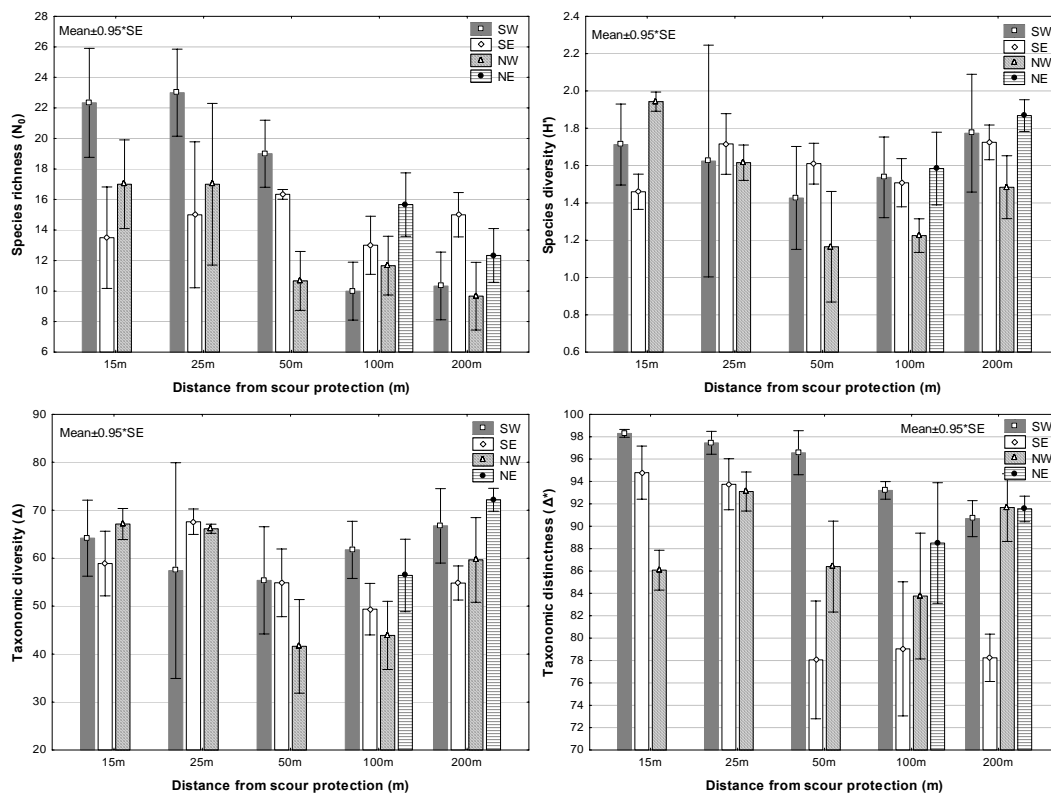 Mean±0.95*SE
SW
SE
NW
NE
Species richness (N0)
28
26
24
22
20
18
16
14
12
10
8
6
15m
25m
50m
100m
200m
Distance from scour protection (m)
Mean±0.95*SE
SW
SE
NW
NE
Species diversity (H')
2.4
2.2
2.0
1.8
1.6
1.4
1.2
1.0
0.8
0.6
15m
25m
50m
100m
200m
Distance from scour protection (m)
Mean±0.95*SE
SW
SE
NW
NE
Taxonomic diversity (Δ)
90
80
70
60
50
40
30
20
15m
25m
50m
100m
200m
Distance from scour protection (m)
Mean±0.95*SE
SW
SE
NW
NE
Taxonomic distinctness (Δ*)
100
98
96
94
92
90
88
86
84
82
80
78
76
74
72
70
15m
25m
50m
100m
200m
Distance from scour protection (m)